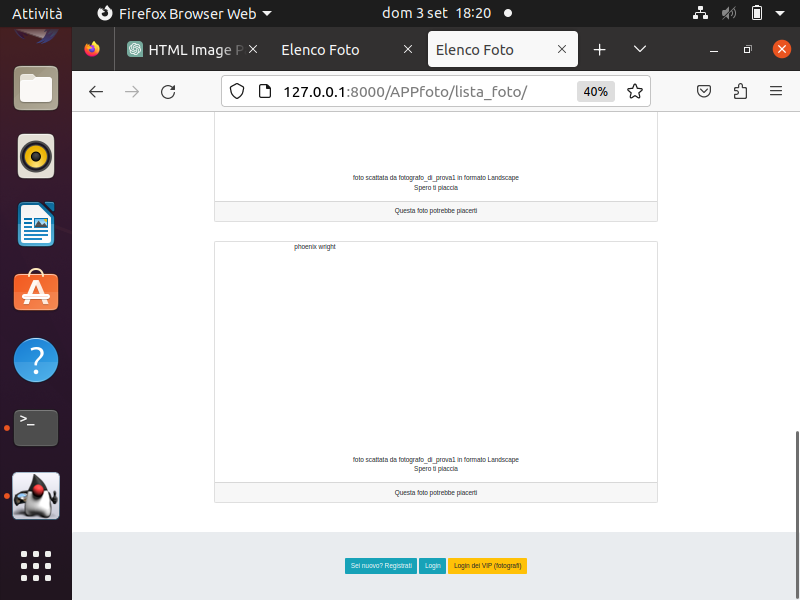 Attività
Firefox Browser Web
dom 3 set 18:20
HTML Image P
Elenco Foto
Elenco Foto
127.0.0.1:8000/APPfoto/lista_foto/
40%
foto scattata da fotografo_di_prova1 in formato Landscape
Spero ti piaccia
Questa foto potrebbe piacerti
phoenix wright
foto scattata da fotografo_di_prova1 in formato Landscape
Spero ti piaccia
Questa foto potrebbe piacerti
Sei nuovo? Registrati
Login
Login dei VIP (fotografi)